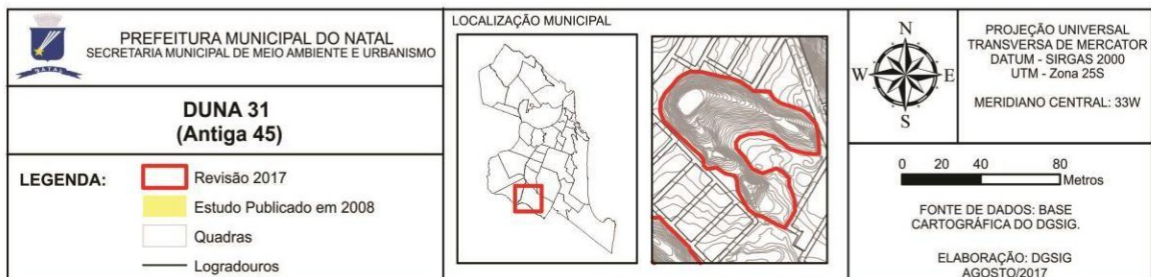 PREFEITURA MUNICIPAL DO NATAL
SECRETARIA MUNICIPAL DE MEIO AMBIENTE E URBANISMO
NATAL
DUNA 31
(Antiga 45)
LEGENDA:
Revisão 2017
Estudo Publicado em 2008
Quadras
Logradouros
LOCALIZAÇÃO MUNICIPAL
N
W
E
S
PROJEÇÃO UNIVERSAL
TRANSVERSA DE MERCATOR
DATUM - SIRGAS 2000
UTM - Zona 25S
MERIDIANO CENTRAL: 33W
0 20 40 80
Metros
FONTE DE DADOS: BASE
CARTOGRÁFICA DO DGSIG.
ELABORAÇÃO: DGSIG
AGOSTO/2017